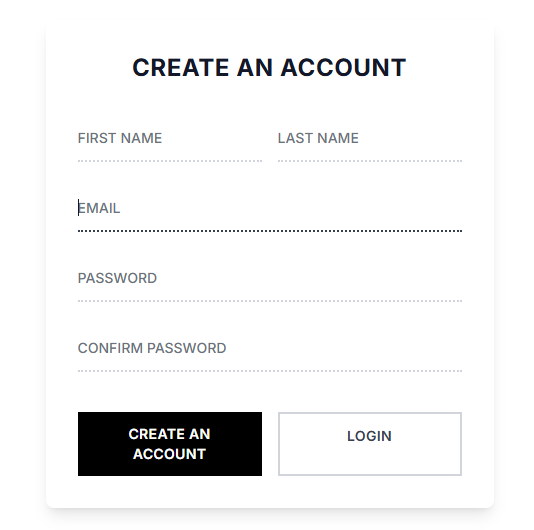 CREATE AN ACCOUNT
FIRST NAME
LAST NAME
EMAIL
PASSWORD
CONFIRM PASSWORD
CREATE AN
ACCOUNT
LOGIN